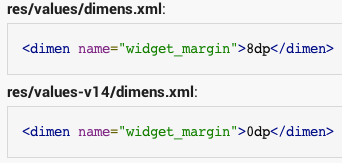 res/values/dimens.xml:
<dimen name="widget_margin">8dp</dimen>
res/values-v14/dimens.xml:
<dimen name="widget_margin">0dp</dimen>